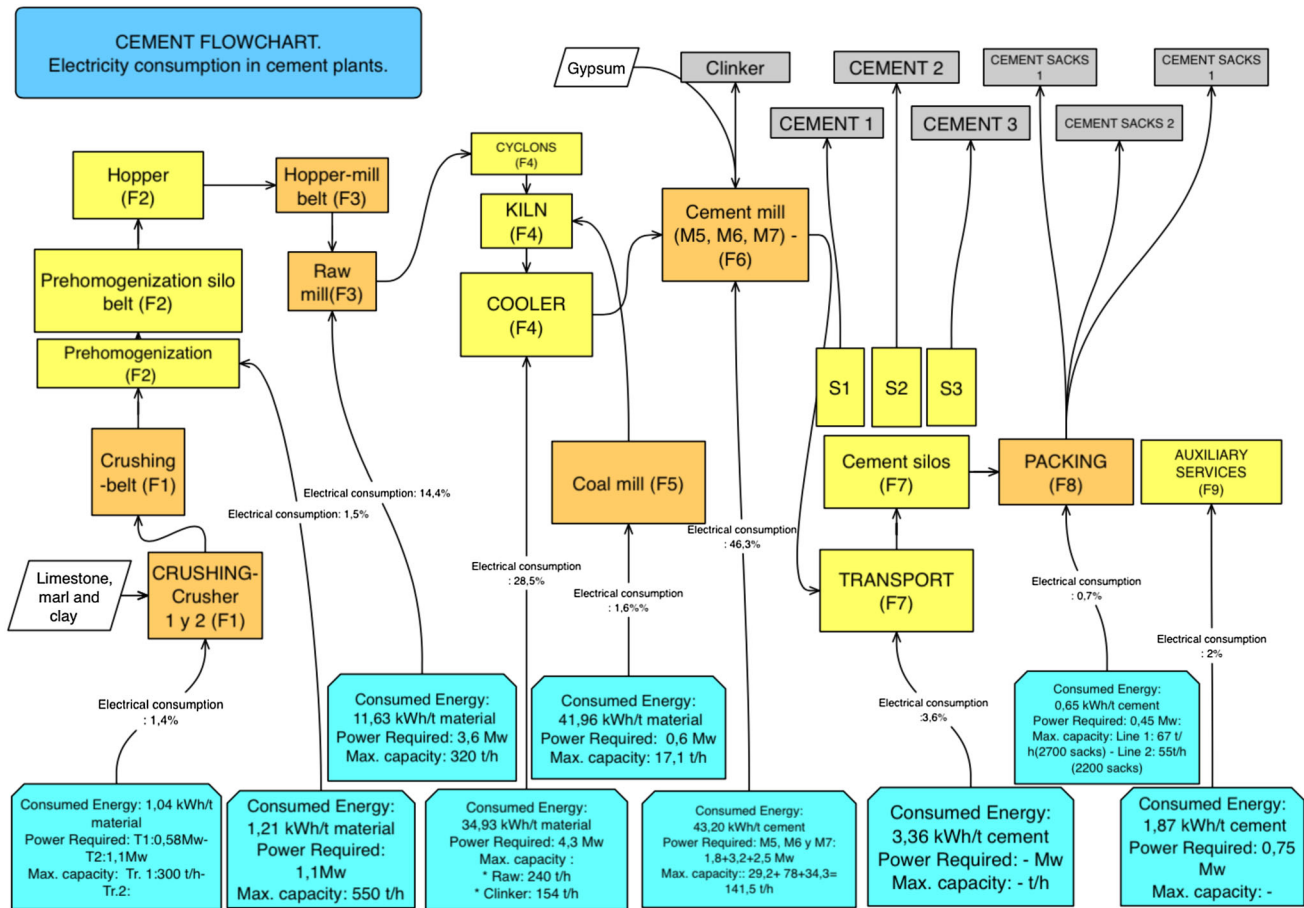 CEMENT FLOWCHART.
Electricity consumption in cement plants.
Gypsum
Clinker
CEMENT 2
CEMENT SACKS
1
CEMENT SACKS
1
CEMENT 1
CEMENT 3
CEMENT SACKS 2
Hopper
(F2)
Hopper-mill
belt (F3)
CYCLONS
(F4)
KILN
(F4)
Cement mill
(M5, M6, M7) -
(F6)
Prehomogenization silo
belt (F2)
Raw
mill(F3)
COOLER
(F4)
Prehomogenization
(F2)
S1
S2
S3
Crushing
-belt (F1)
Coal mill (F5)
Cement silos
(F7)
PACKING
(F8)
AUXILIARY
SERVICES
(F9)
Electrical consumption: 14,4%
Electrical consumption: 1,5%
Electrical consumption
: 46,3%
Limestone,
marl and
clay
CRUSHING-
Crusher
1 y 2 (F1)
Electrical consumption
: 28,5%
Electrical consumption
: 1,6%%
TRANSPORT
(F7)
Electrical consumption
: 0,7%
Electrical consumption
: 2%
Electrical consumption
: 1,4%
Electrical consumption
:3,6%
Consumed Energy:
11,63 kWh/t material
Power Required: 3,6 Mw
Max. capacity: 320 t/h
Consumed Energy:
41,96 kWh/t material
Power Required:  0,6 Mw
Max. capacity: 17,1 t/h
Consumed Energy:
0,65 kWh/t cement
Power Required: 0,45 Mw:
Max. capacity: Line 1: 67 t/
h(2700 sacks) - Line 2: 55t/h
(2200 sacks)
Consumed Energy: 1,04 kWh/t
material
Power Required: T1:0,58Mw-
T2:1,1Mw
Max. capacity:  Tr. 1:300 t/h-
Tr.2:
Consumed Energy:
1,21 kWh/t material
Power Required:
1,1Mw
Max. capacity: 550 t/h
Consumed Energy:
34,93 kWh/t material
Power Required: 4,3 Mw
Max. capacity :
* Raw: 240 t/h
* Clinker: 154 t/h
Consumed Energy:
43,20 kWh/t cement
Power Required: M5, M6 y M7:
1,8+3,2+2,5 Mw
Max. capacity:: 29,2+ 78+34,3=
141,5 t/h
Consumed Energy:
3,36 kWh/t cement
Power Required: - Mw
Max. capacity: - t/h
Consumed Energy:
1,87 kWh/t cement
Power Required: 0,75
Mw
Max. capacity: -